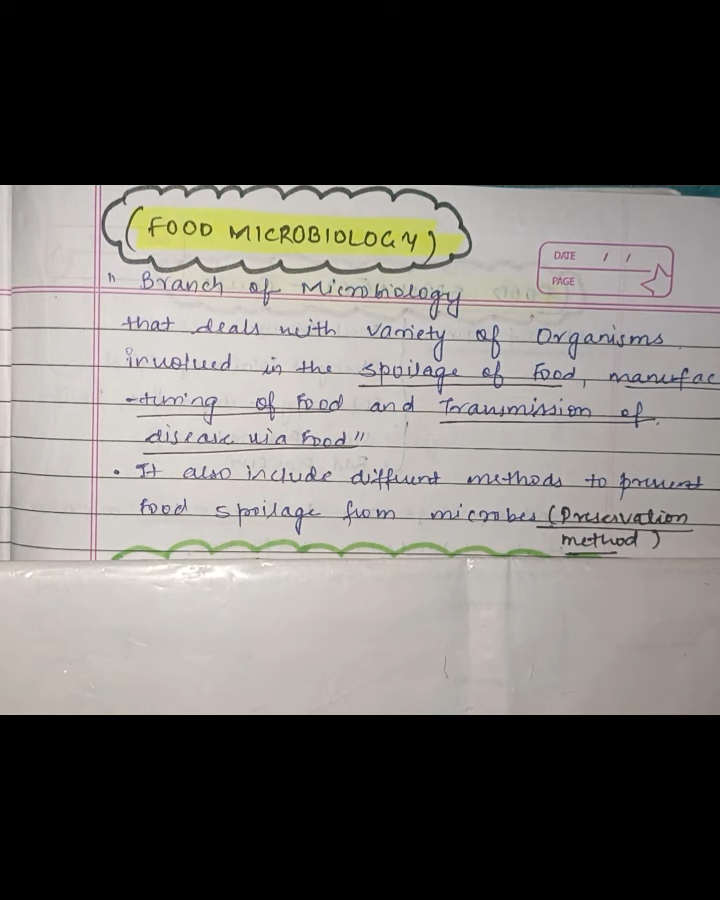 (FOOD MICROBIOLOGY)
DATE / /
PAGE
" Branch of Microbiology
that deals with variety of Organisms
involved in the spoilage of Food, manufac
-turing of Food and Transmission of
disease via Food"
• It also include different methods to prevent
Food spoilage from microbes (Preservation
method)